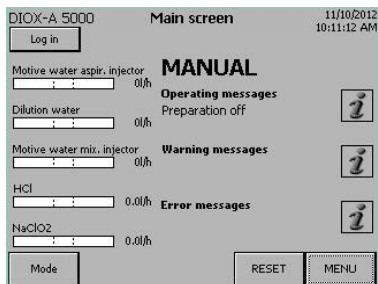 DIOX-A 5000 Main screen 11/10/2012
10:11:12 AM
Log in
MANUAL
Motive water aspir. injector
0l/h
Operating messages
Preparation off
Dilution water
0l/h
Motive water mix. injector
0l/h
Warning messages
HCl
0.0l/h
Error messages
NaClO2
0.0l/h
Mode RESET MENU